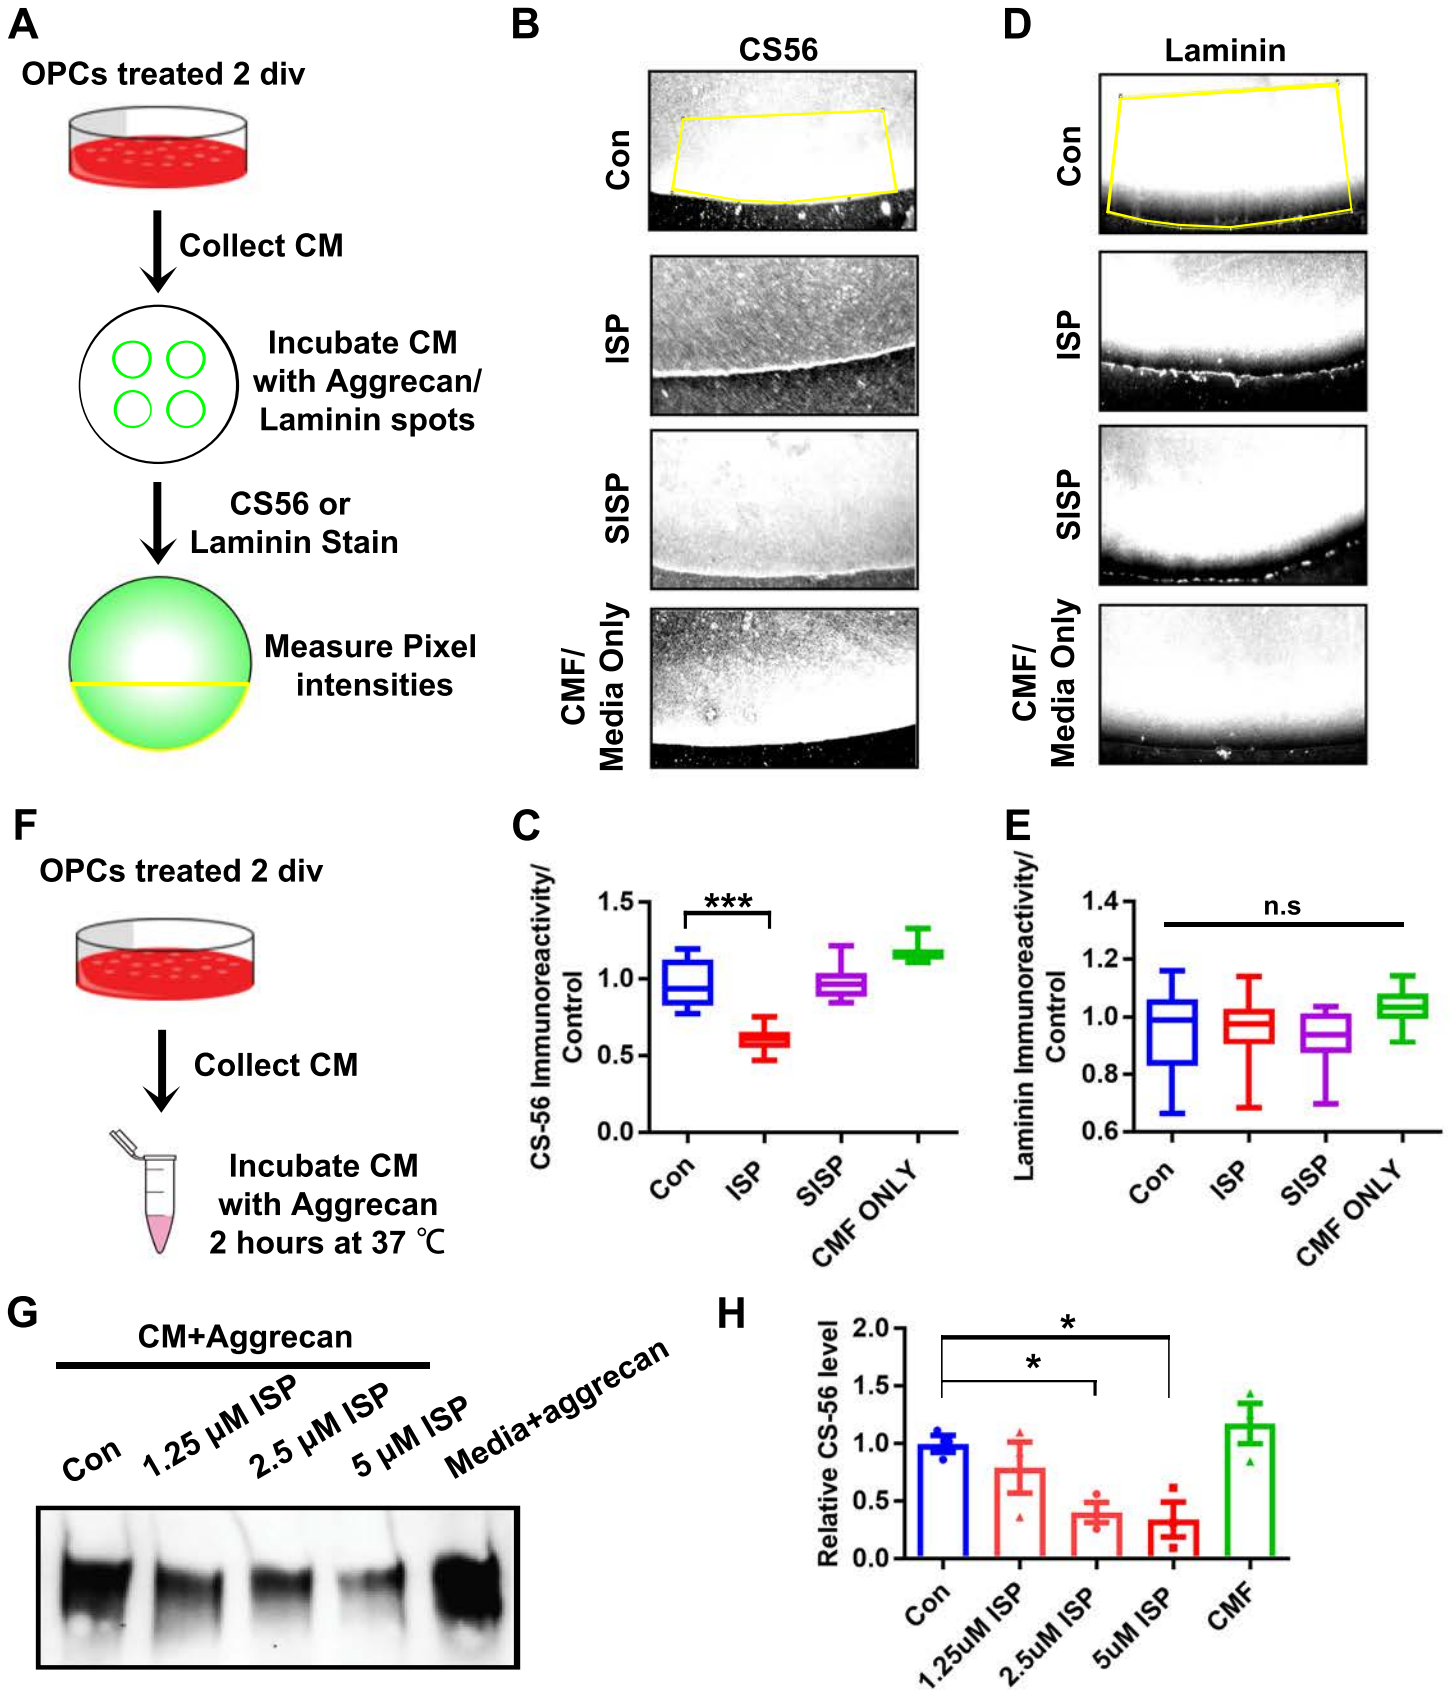 A
OPCs treated 2 div
Collect CM
Incubate CM
with Aggrecan/
Laminin spots
CS56 or
Laminin Stain
Measure Pixel
intensities
B
CS56
Con
ISP
SISP
CMF/
Media Only
D
Laminin
Con
ISP
SISP
CMF/
Media Only
F
OPCs treated 2 div
Collect CM
Incubate CM
with Aggrecan
2 hours at 37 ℃
C
CS-56 Immunoreactivity/
Control
1.5
1.0
0.5
0.0
***
Con
ISP
SISP
CMF ONLY
E
Laminin Immunoreactivity/
Control
1.4
1.2
1.0
0.8
0.6
n.s
Con
ISP
SISP
CMF ONLY
G
CM+Aggrecan
Con
1.25 µM ISP
2.5 µM ISP
5 µM ISP
Media+aggrecan
H
Relative CS-56 level
2.0
1.5
1.0
0.5
0.0
*
*
Con
1.25uM ISP
2.5uM ISP
5uM ISP
CMF